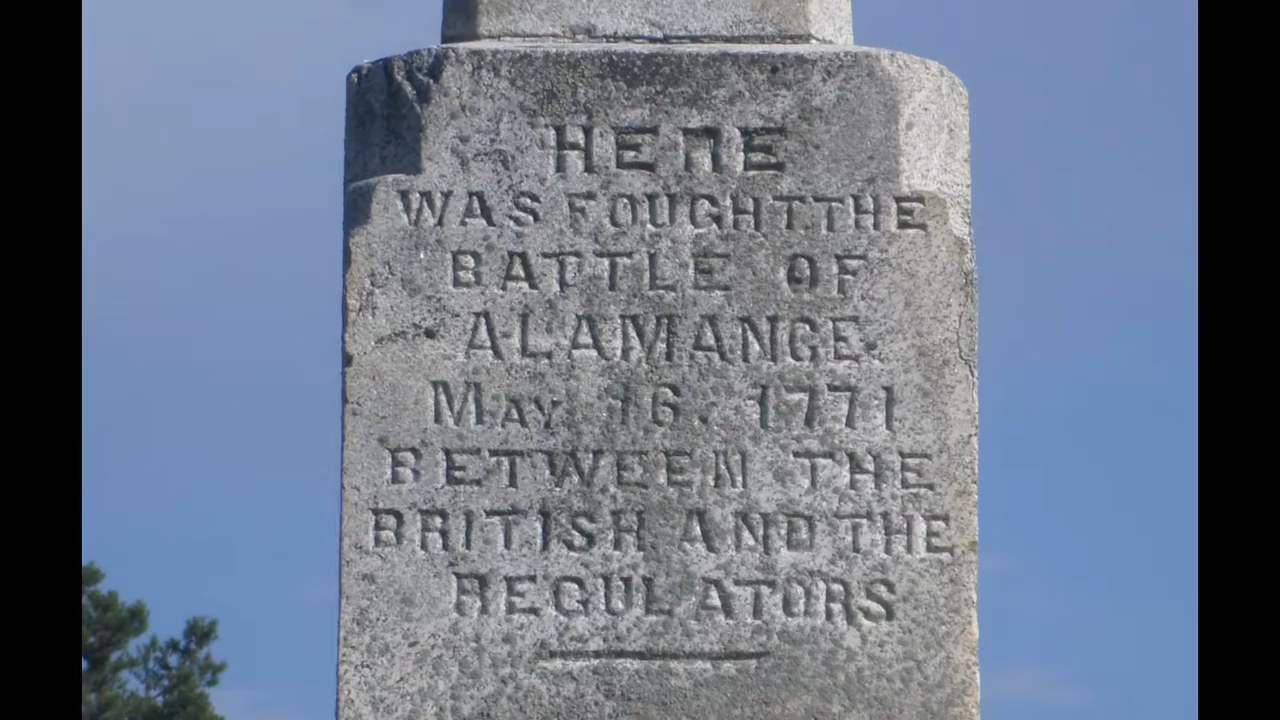 HERE
WAS FOUGHT THE
BATTLE OF
ALAMANCE.
MAY 16. 1771
BETWEEN THE
BRITISH AND THE
REGULATORS